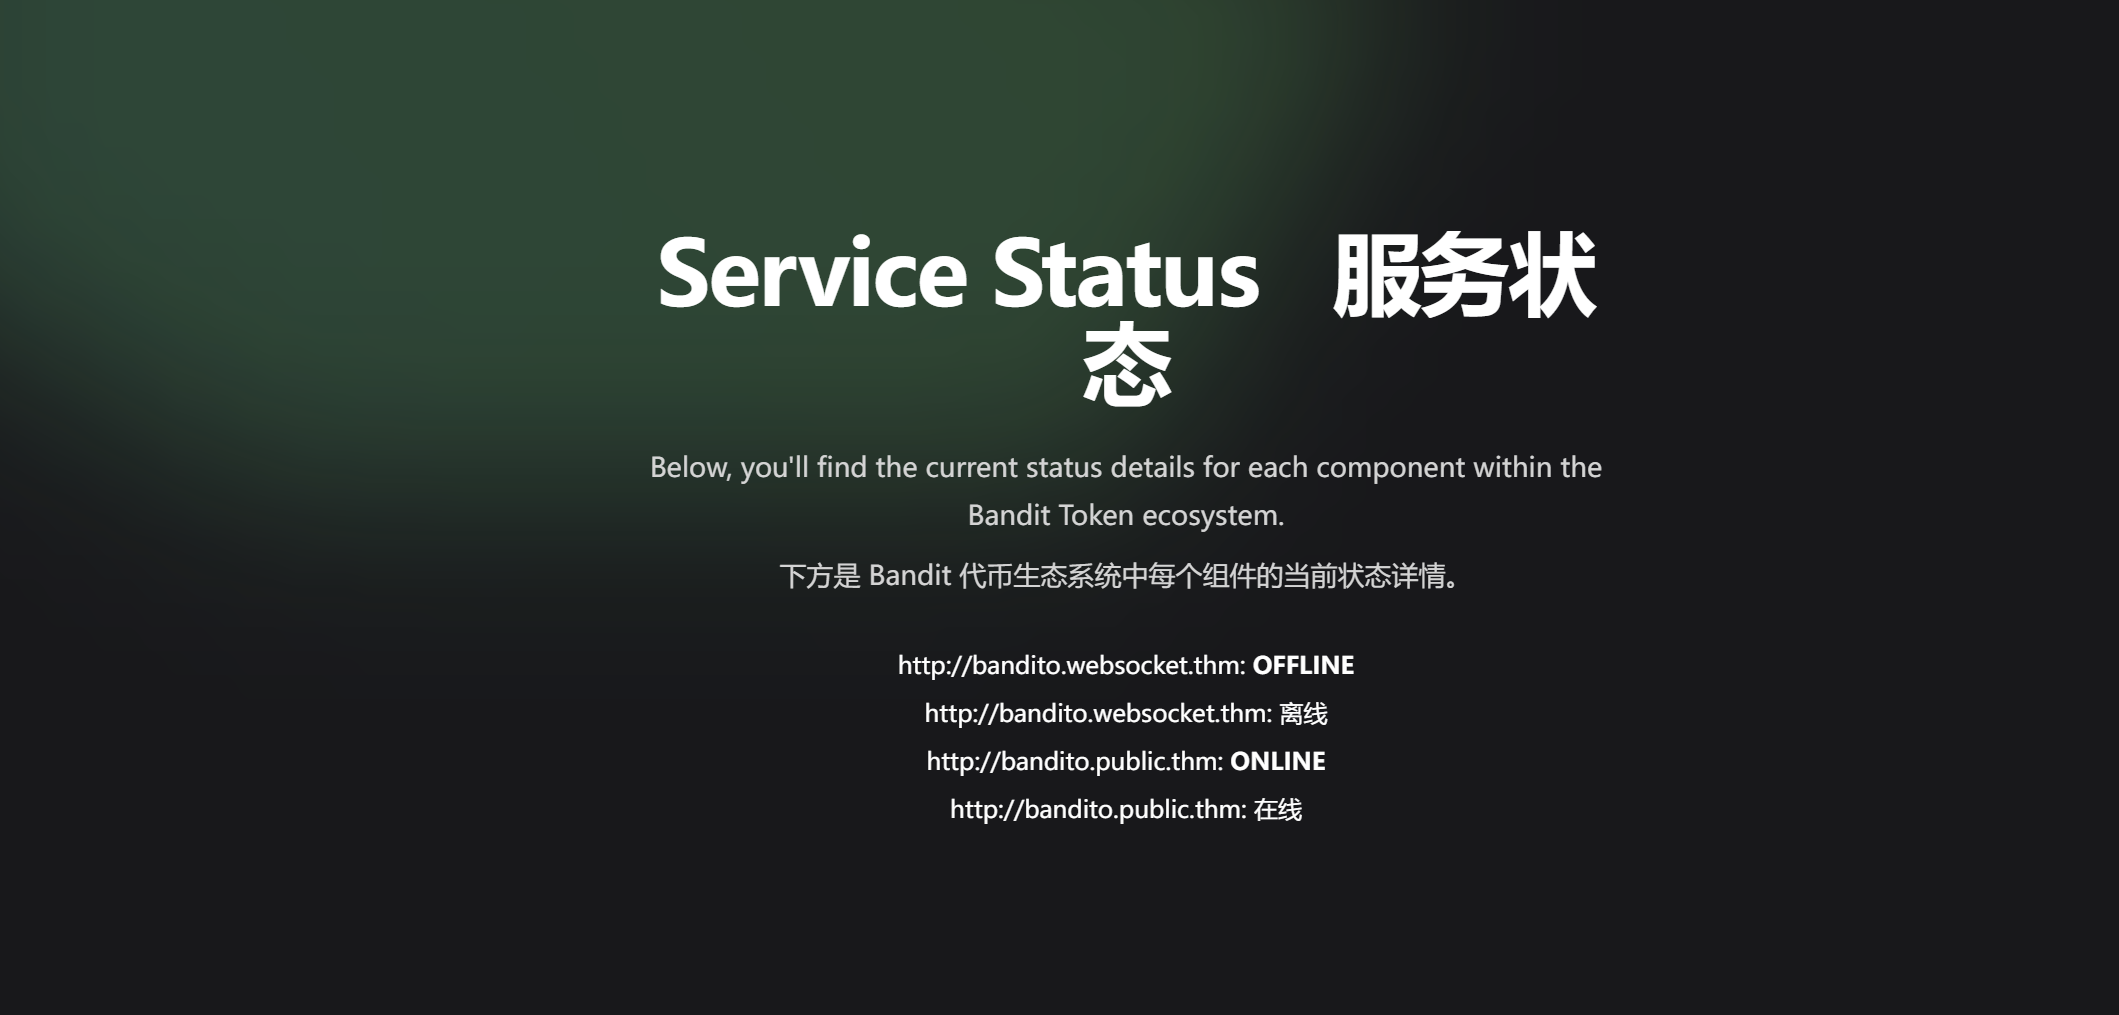 Service Status 服务状
态
Below, you'll find the current status details for each component within the
Bandit Token ecosystem.
下方是 Bandit 代币生态系统中每个组件的当前状态详情。
http://bandito.websocket.thm: OFFLINE
http://bandito.websocket.thm: 离线
http://bandito.public.thm: ONLINE
http://bandito.public.thm: 在线